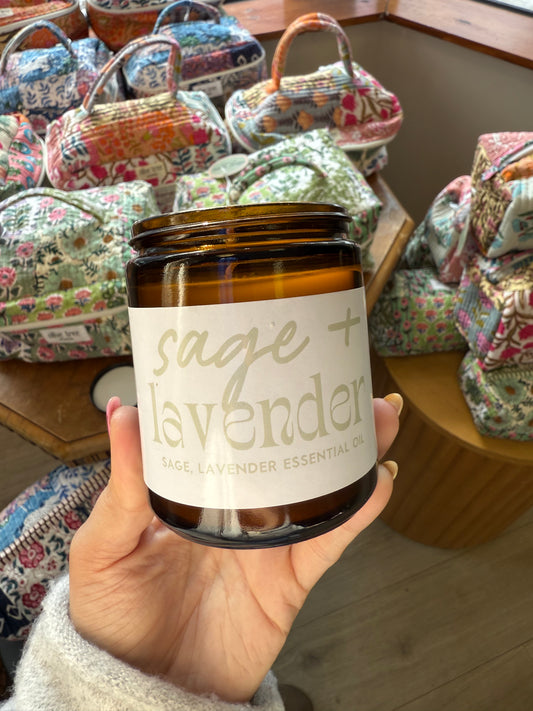 sage +
lavender
SAGE, LAVENDER ESSENTIAL OIL